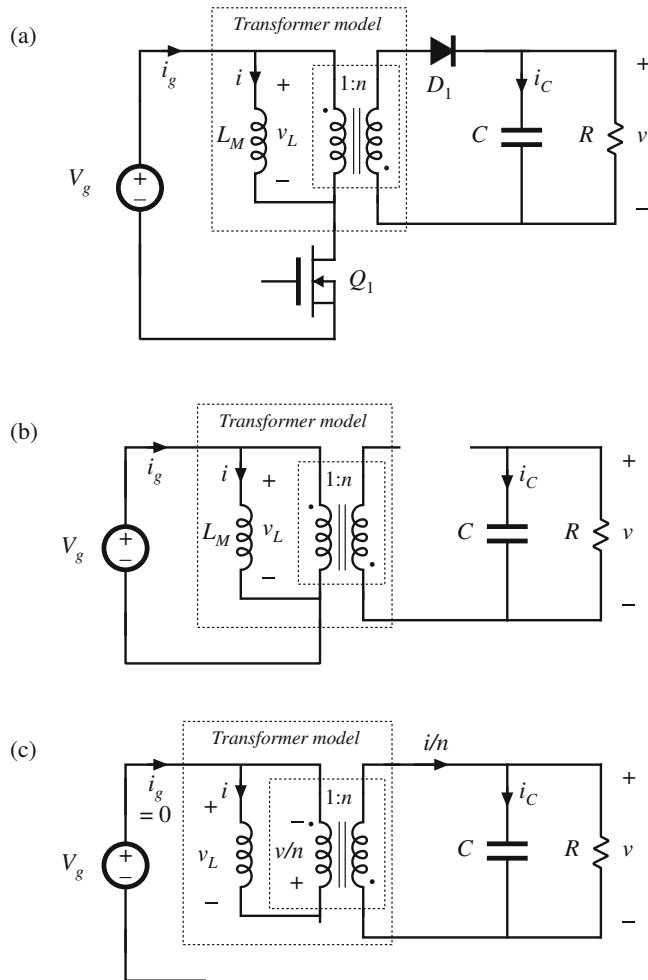 (a)
Transformer model
i_g
i
+
1:n
D_1
i_C
+
L_M
v_L
C
R
v
V_g
+
−
−
−
Q_1
(b)
Transformer model
i_g
i
+
1:n
i_C
+
V_g
+
−
L_M
v_L
C
R
v
−
−
(c)
Transformer model
i/n
i_g
= 0
+
i
1:n
i_C
+
−
V_g
+
−
v_L
v/n
C
R
v
−
+
−